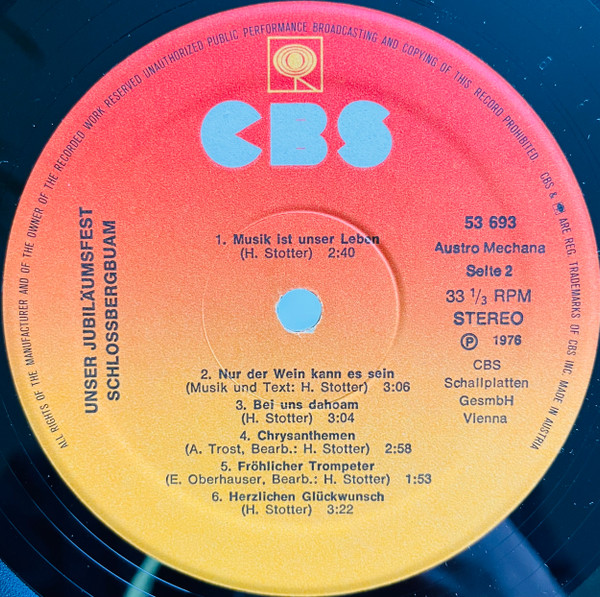 ALL RIGHTS OF THE MANUFACTURER AND OF THE OWNER OF THE RECORDED WORK RESERVED UNAUTHORIZED PUBLIC PERFORMANCE BROADCASTING AND COPYING OF THIS RECORD PROHIBITED. CBS & ARE REG. TRADEMARKS OF CBS INC. MADE IN AUSTRIA
CBS
UNSER JUBILÄUMSFEST
SCHLOSSBERGBUAM
1. Musik ist unser Leben
(H. Stotter) 2:40
53 693
Austro Mechana
Seite 2
33 1/3 RPM
STEREO
Ⓟ 1976
CBS
Schallplatten
GesmbH
Vienna
2. Nur der Wein kann es sein
(Musik und Text: H. Stotter) 3:06
3. Bei uns dahoam
(H. Stotter) 3:04
4. Chrysanthemen
(A. Trost, Bearb.: H. Stotter) 2:58
5. Fröhlicher Trompeter
(E. Oberhauser, Bearb.: H. Stotter) 1:53
6. Herzlichen Glückwunsch
(H. Stotter) 3:22